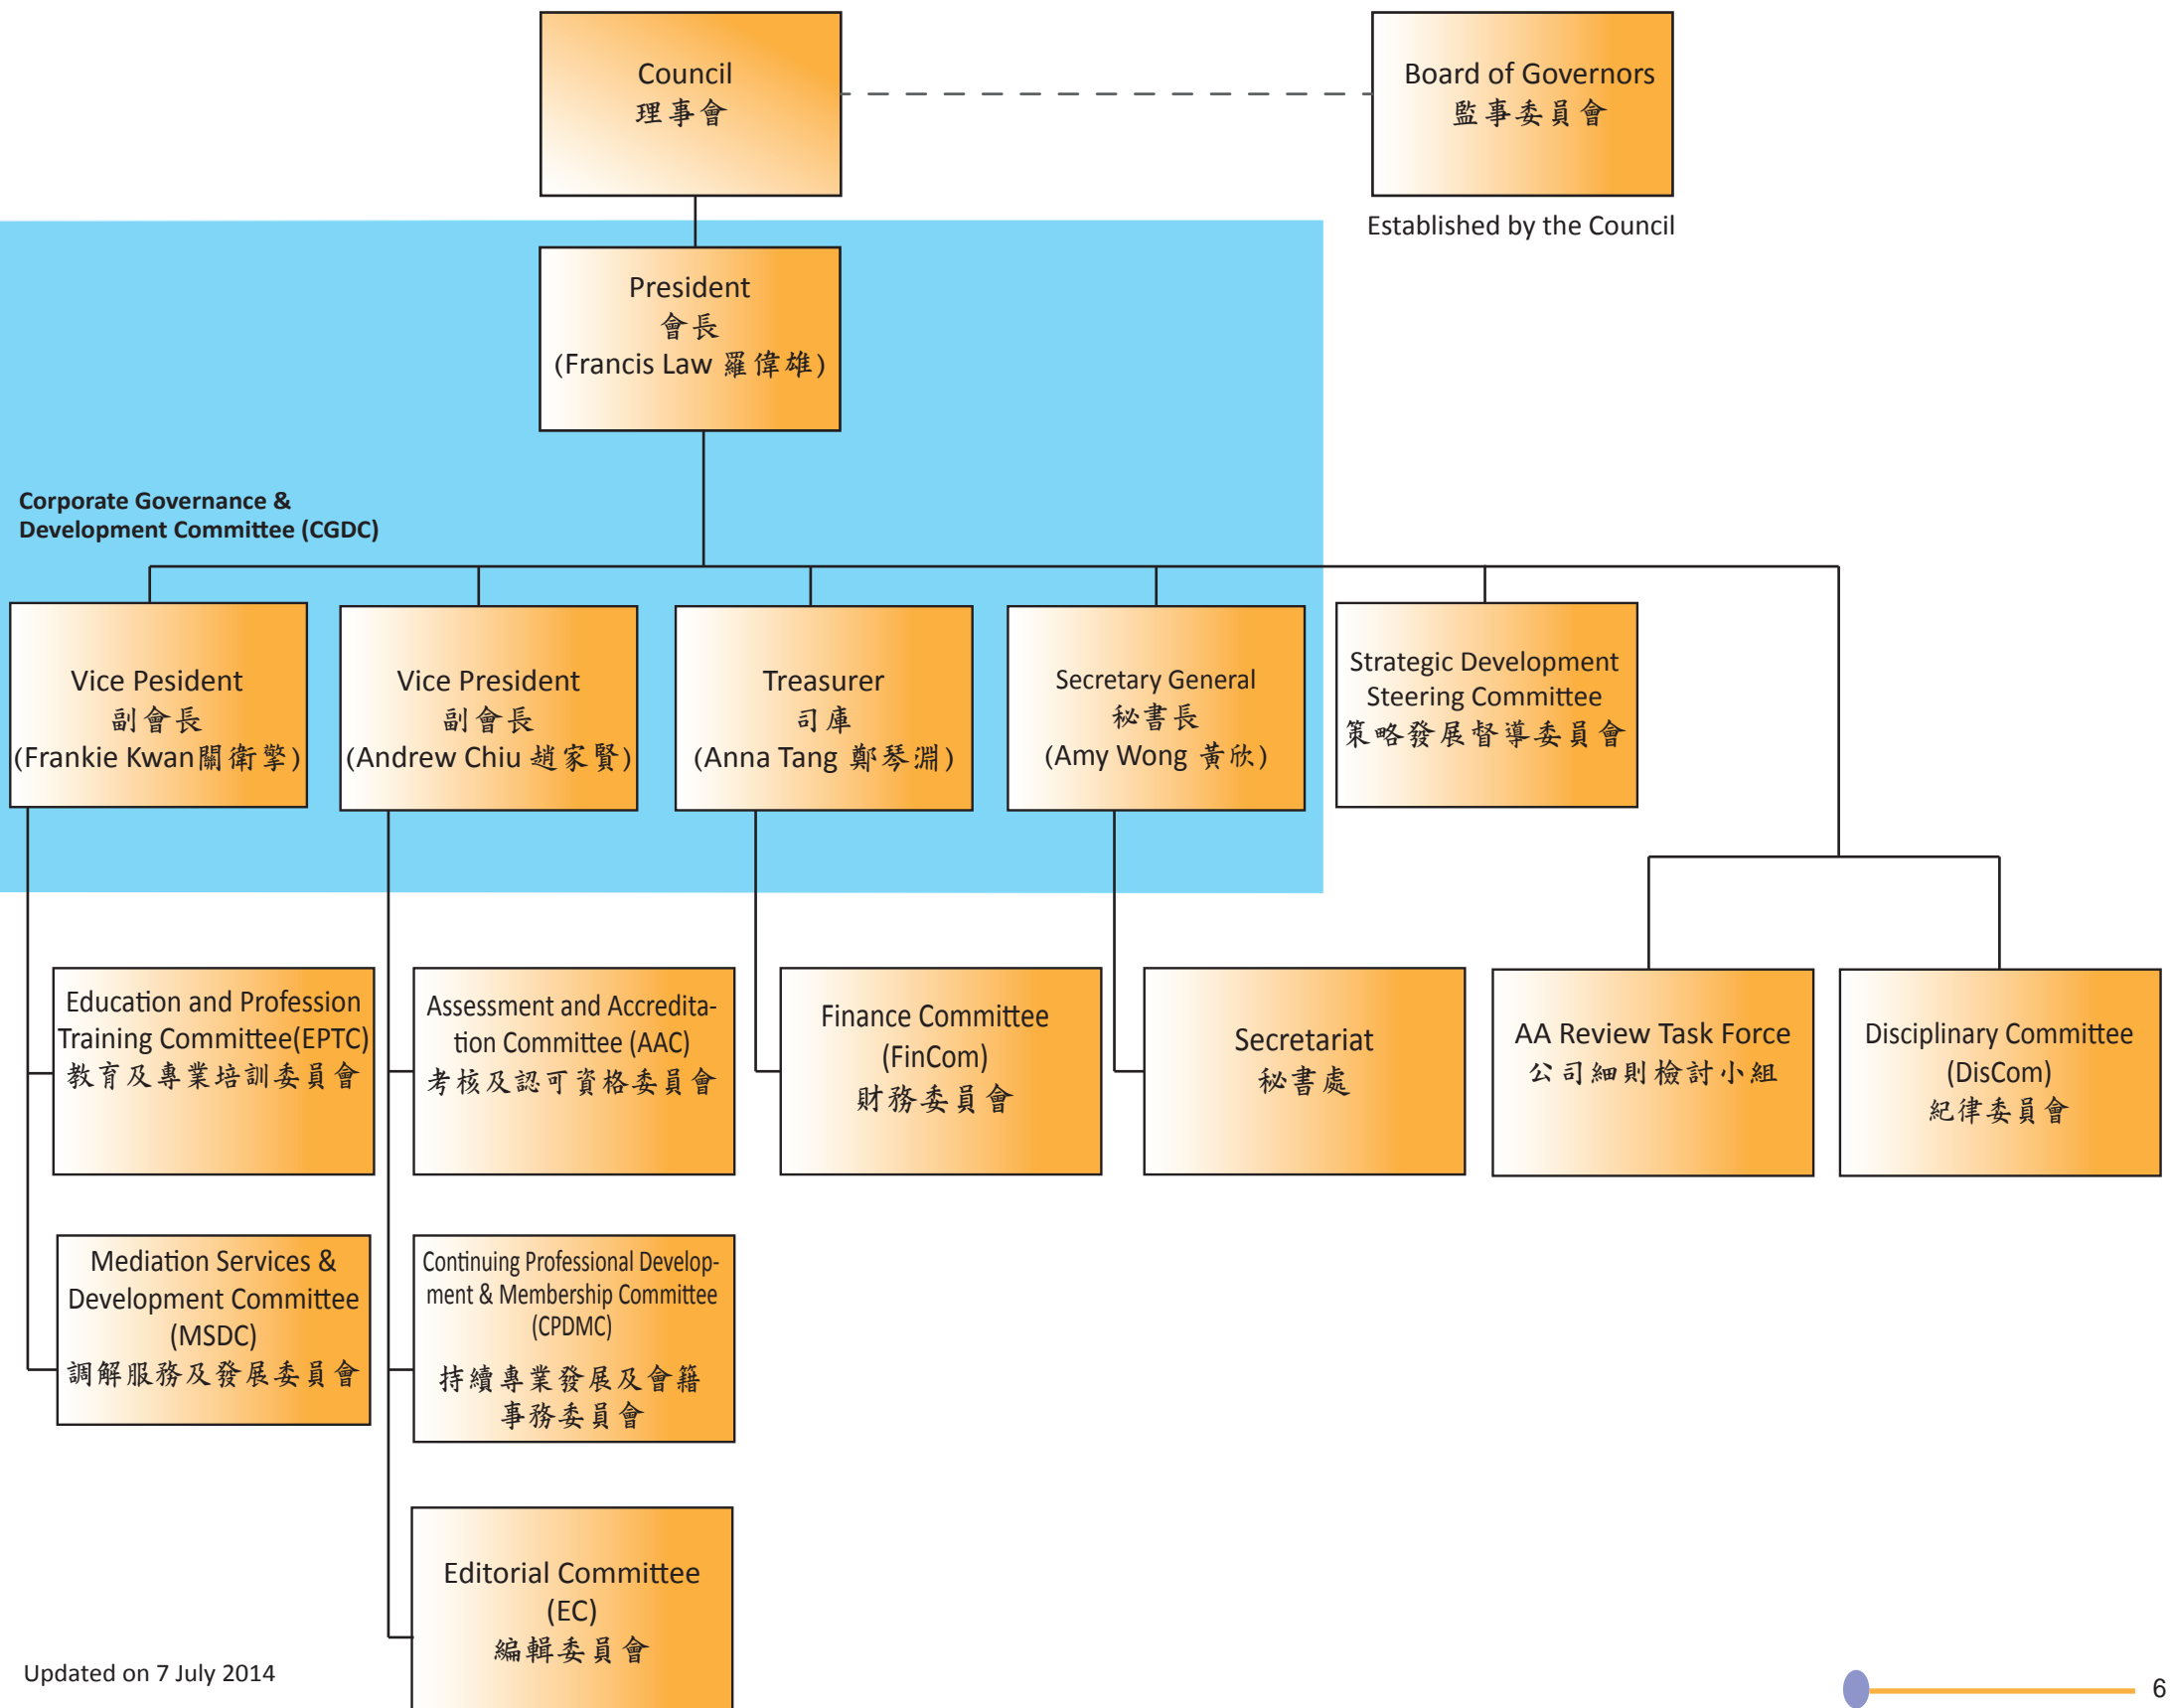 Council
理事會
Board of Governors
監事委員會
Established by the Council
President
會長
(Francis Law 羅偉雄)
Corporate Governance &
Development Committee (CGDC)
Vice Pesident
副會長
(Frankie Kwan關衛擎)
Vice President
副會長
(Andrew Chiu 趙家賢)
Treasurer
司庫
(Anna Tang 鄭琴淵)
Secretary General
秘書長
(Amy Wong 黃欣)
Strategic Development
Steering Committee
策略發展督導委員會
Education and Profession
Training Committee(EPTC)
教育及專業培訓委員會
Assessment and Accredita-
tion Committee (AAC)
考核及認可資格委員會
Finance Committee
(FinCom)
財務委員會
Secretariat
秘書處
AA Review Task Force
公司細則檢討小組
Disciplinary Committee
(DisCom)
紀律委員會
Mediation Services &
Development Committee
(MSDC)
調解服務及發展委員會
Continuing Professional Develop-
ment & Membership Committee
(CPDMC)
持續專業發展及會籍
事務委員會
Editorial Committee
(EC)
編輯委員會
Updated on 7 July 2014
6